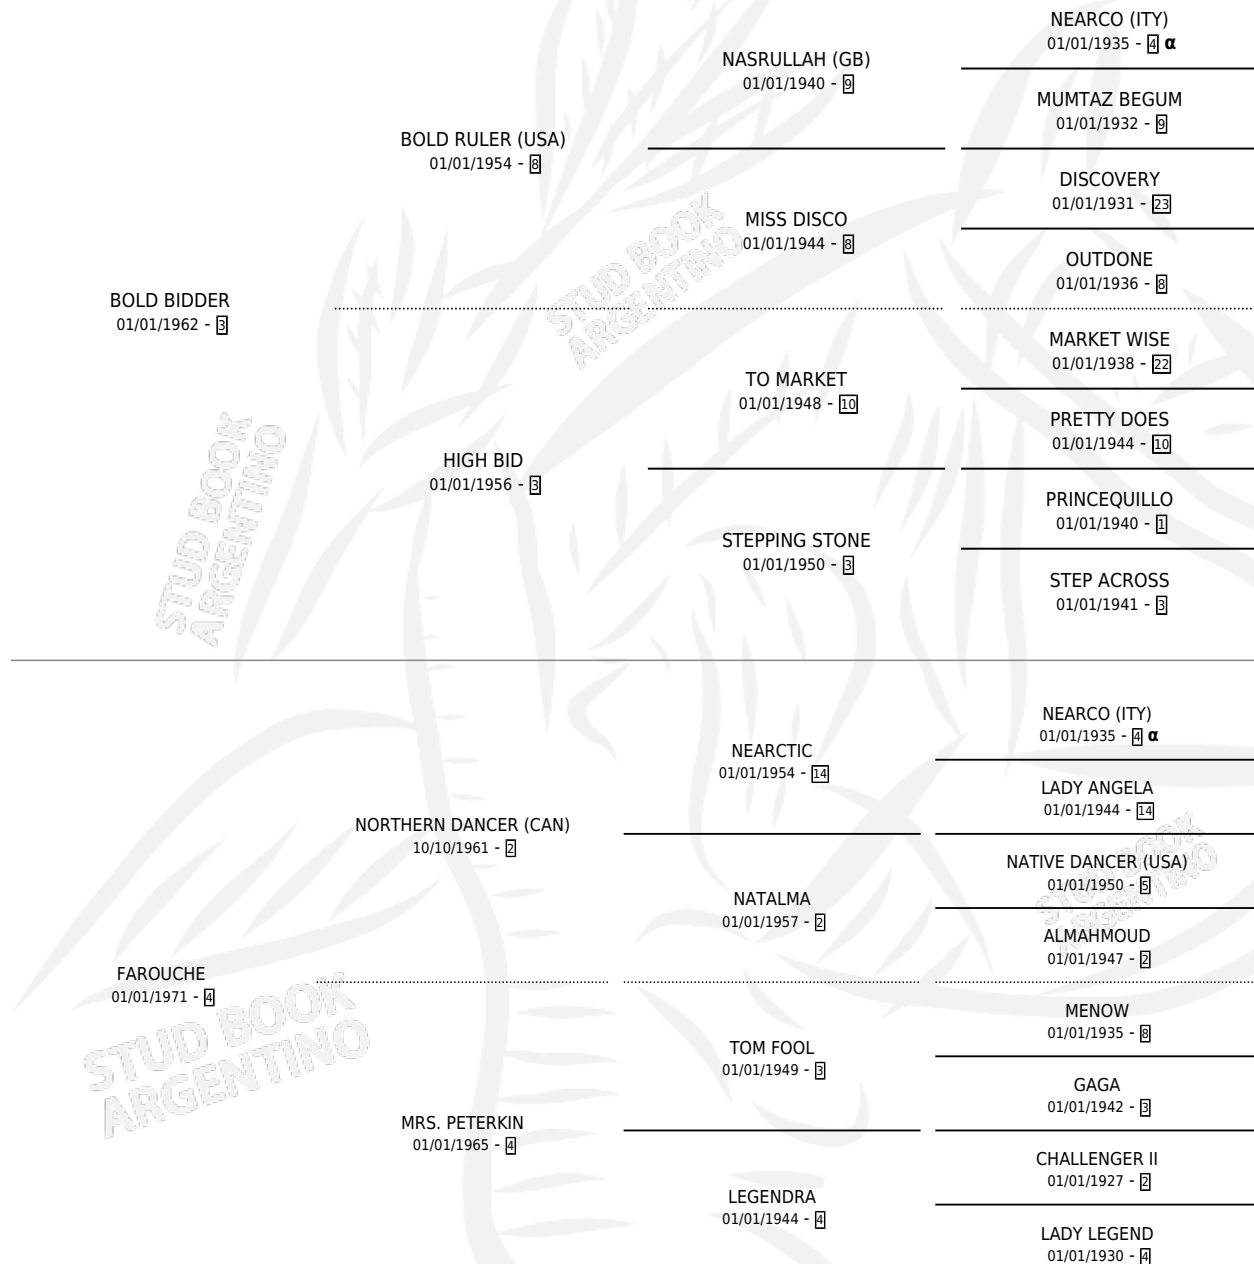 NEARCO (ITY)
01/01/1935 - 4 α
NASRULLAH (GB)
01/01/1940 - 9
MUMTAZ BEGUM
01/01/1932 - 9
BOLD RULER (USA)
01/01/1954 - 8
DISCOVERY
01/01/1931 - 23
MISS DISCO
01/01/1944 - 8
OUTDONE
01/01/1936 - 8
BOLD BIDDER
01/01/1962 - 3
MARKET WISE
01/01/1938 - 22
TO MARKET
01/01/1948 - 10
PRETTY DOES
01/01/1944 - 10
HIGH BID
01/01/1956 - 3
PRINCEQUILLO
01/01/1940 - 1
STEPPING STONE
01/01/1950 - 3
STEP ACROSS
01/01/1941 - 3
NEARCO (ITY)
01/01/1935 - 4 α
NEARCTIC
01/01/1954 - 14
LADY ANGELA
01/01/1944 - 14
NORTHERN DANCER (CAN)
10/10/1961 - 2
NATIVE DANCER (USA)
01/01/1950 - 5
NATALMA
01/01/1957 - 2
ALMAHMOUD
01/01/1947 - 2
FAROUCHE
01/01/1971 - 4
MENOW
01/01/1935 - 8
TOM FOOL
01/01/1949 - 3
GAGA
01/01/1942 - 3
MRS. PETERKIN
01/01/1965 - 4
CHALLENGER II
01/01/1927 - 2
LEGENDRA
01/01/1944 - 4
LADY LEGEND
01/01/1930 - 4
STUD BOOK
ARGENTINO
STUD BOOK
ARGENTINO
STUD BOOK
ARGENTINO
STUD BOOK
ARGENTINO